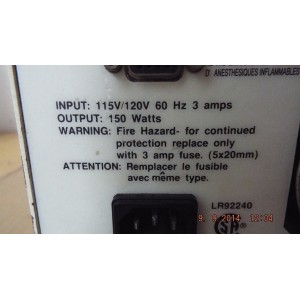 D' ANESTHESIQUES INFLAMMABLES
INPUT: 115V/120V 60 Hz 3 amps
OUTPUT: 150 Watts
WARNING: Fire Hazard- for continued
protection replace only
with 3 amp fuse. (5x20mm)
ATTENTION: Remplacer le fusible
avec même type.
LR92240
SA
9 9 2014